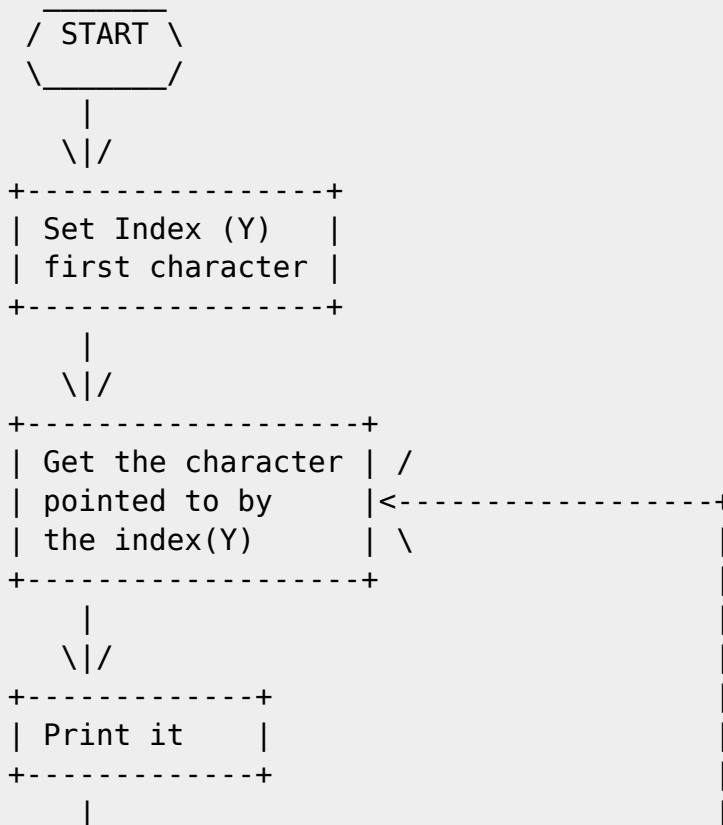 START
Set Index (Y)
first character
Get the character
pointed to by
the index(Y)
Print it